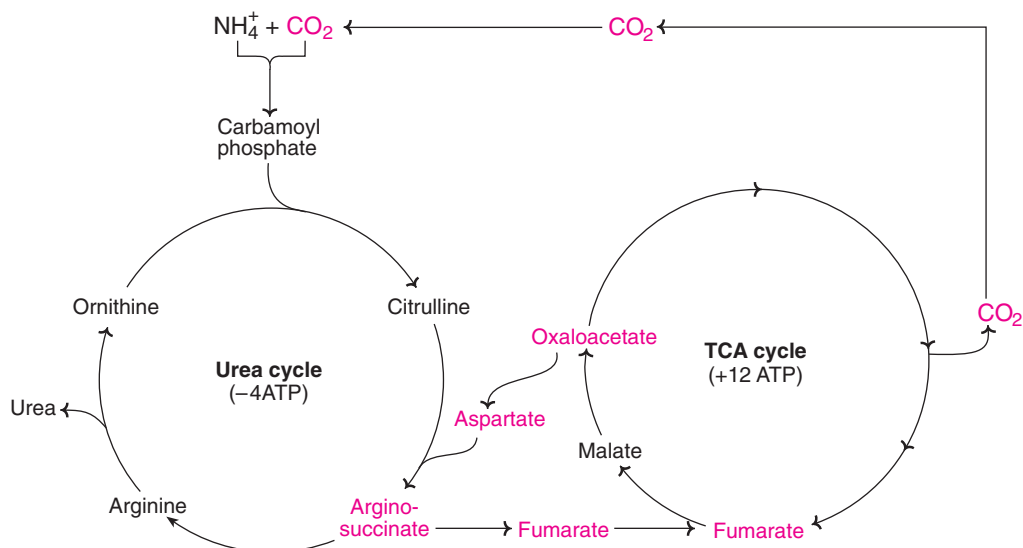 NH₄⁺ + CO₂
CO₂
Carbamoyl
phosphate
Ornithine
Citrulline
CO₂
Oxaloacetate
Urea cycle
(−4ATP)
TCA cycle
(+12 ATP)
Urea
Aspartate
Malate
Arginine
Argino-
succinate
Fumarate
Fumarate